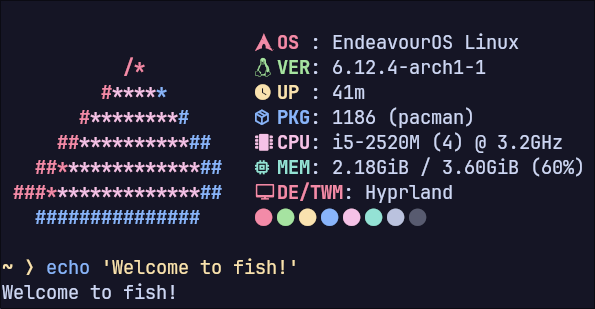 OS : EndeavourOS Linux
/* VER: 6.12.4-arch1-1
#***** UP : 41m
#********# PKG: 1186 (pacman)
##**********## CPU: i5-2520M (4) @ 3.2GHz
##*************## MEM: 2.18GiB / 3.60GiB (60%)
###**************## DE/TWM: Hyprland
###############
~ ❯ echo 'Welcome to fish!'
Welcome to fish!